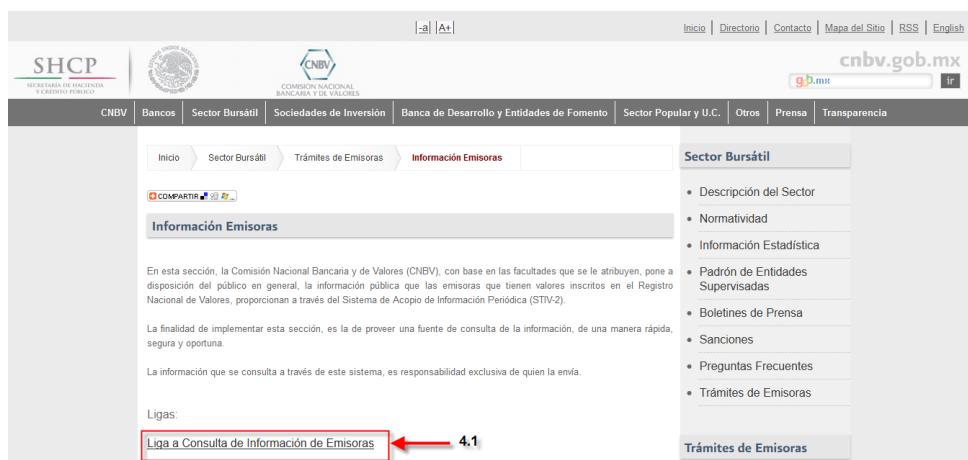 -a| |A+|
Inicio | Directorio | Contacto | Mapa del Sitio | RSS | English
SHCP
SECRETARÍA DE HACIENDA
Y CRÉDITO PÚBLICO
ESTADOS UNIDOS MEXICANOS
CNBV
COMISIÓN NACIONAL
BANCARIA Y DE VALORES
cnbv.gob.mx
gob.mx
ir
CNBV | Bancos | Sector Bursátil | Sociedades de Inversión | Banca de Desarrollo y Entidades de Fomento | Sector Popular y U.C. | Otros | Prensa | Transparencia
Inicio Sector Bursátil Trámites de Emisoras Información Emisoras
COMPARTIR
Información Emisoras
En esta sección, la Comisión Nacional Bancaria y de Valores (CNBV), con base en las facultades que se le atribuyen, pone a
disposición del público en general, la información pública que las emisoras que tienen valores inscritos en el Registro
Nacional de Valores, proporcionan a través del Sistema de Acopio de Información Periódica (STIV-2).
La finalidad de implementar esta sección, es la de proveer una fuente de consulta de la información, de una manera rápida,
segura y oportuna.
La información que se consulta a través de este sistema, es responsabilidad exclusiva de quien la envía.
Ligas:
Liga a Consulta de Información de Emisoras
4.1
Sector Bursátil
• Descripción del Sector
• Normatividad
• Información Estadística
• Padrón de Entidades
Supervisadas
• Boletines de Prensa
• Sanciones
• Preguntas Frecuentes
• Trámites de Emisoras
Trámites de Emisoras